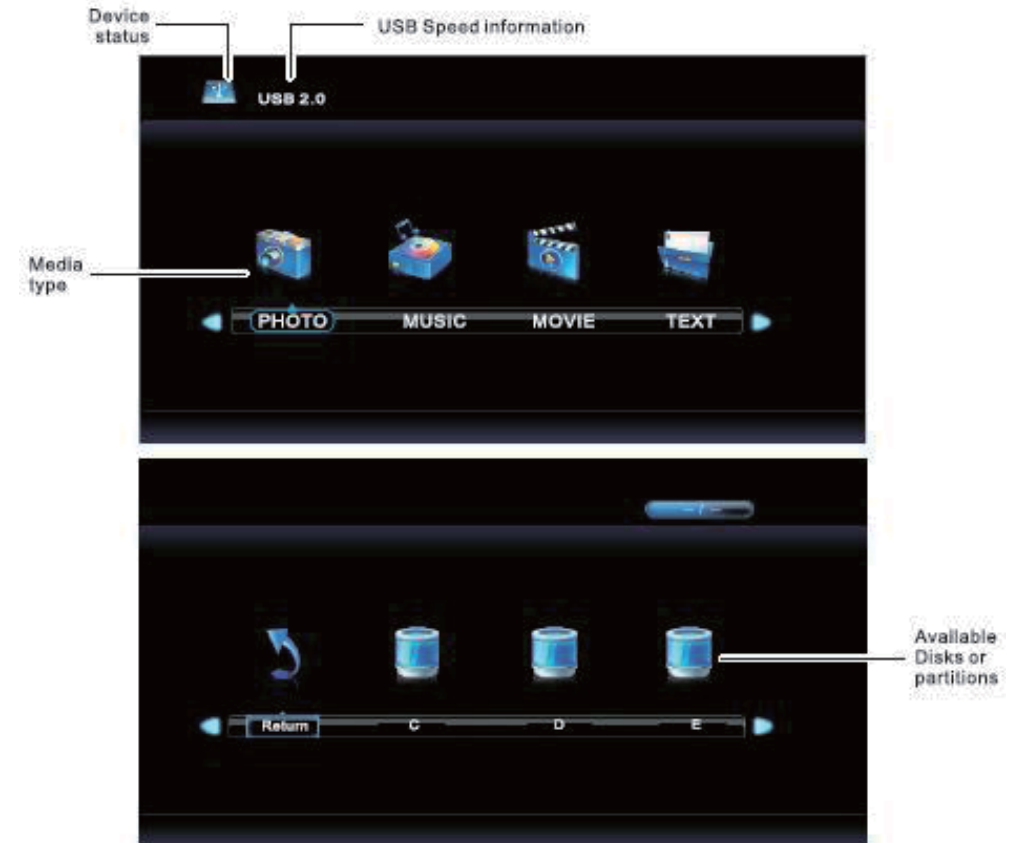 Device
status
USB Speed information
USB 2.0
Media
type
PHOTO MUSIC MOVIE TEXT
- / -
Available
Disks or
partitions
Return C D E